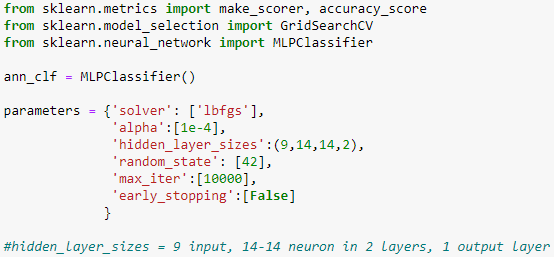 from sklearn.metrics import make_scorer, accuracy_score
from sklearn.model_selection import GridSearchCV
from sklearn.neural_network import MLPClassifier

ann_clf = MLPClassifier()

parameters = {'solver': ['lbfgs'],
             'alpha':[1e-4],
             'hidden_layer_sizes':(9,14,14,2),
             'random_state': [42],
             'max_iter':[10000],
             'early_stopping':[False]
            }

#hidden_layer_sizes = 9 input, 14-14 neuron in 2 layers, 1 output layer